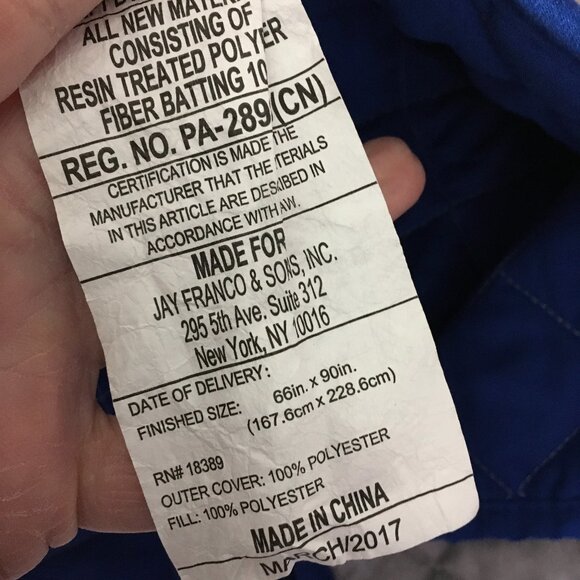 ALL NEW MATER
CONSISTING OF
RESIN TREATED POLYER
FIBER BATTING 10
REG. NO. PA-289(CN)
CERTIFICATION IS MADE THE
MANUFACTURER THAT THE TERIALS
IN THIS ARTICLE ARE DESBED IN
ACCORDANCE WITH AW.
MADE FOR
JAY FRANCO & SONS, INC.
295 5th Ave. Suite 312
New York, NY 10016
DATE OF DELIVERY:
FINISHED SIZE: 66in. x 90in.
(167.6cm x 228.6cm)
RN# 18389
OUTER COVER: 100% POLYESTER
FILL: 100% POLYESTER
MADE IN CHINA
MARCH/2017